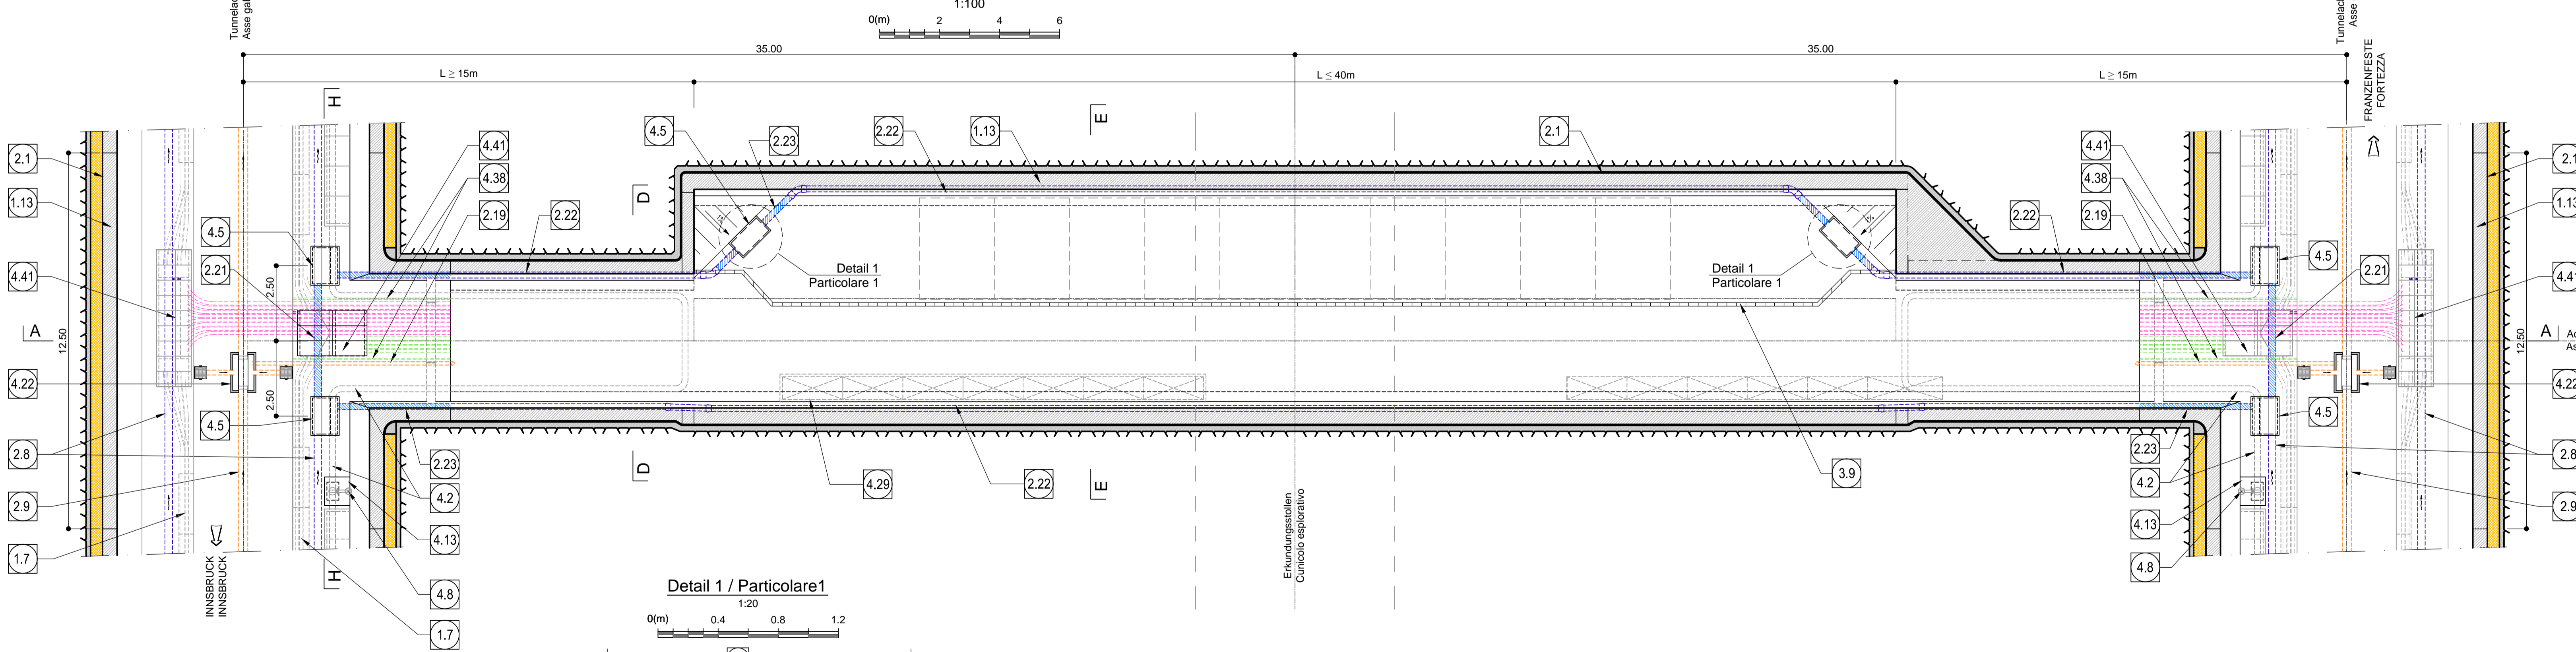 1:100
0(m) 2 4 6
Asse
35.00
35.00
L ≥ 15m
L ≤ 40m
L ≥ 15m
FRANZENFESTE
FORTEZZA
H
E
D
2.1
1.13
4.41
4.22
2.8
2.9
1.7
A
12.50
4.5
2.21
2.50
2.50
4.5
4.41
4.38
2.19
2.22
4.5
2.23
2.22
1.13
2.1
Detail 1
Particolare 1
Detail 1
Particolare 1
4.41
4.38
2.19
2.22
4.5
2.21
4.5
2.1
1.13
4.41
A
12.50
4.22
2.8
2.9
2.23
4.2
4.13
4.8
1.7
D
4.29
2.22
E
3.9
2.23
4.2
4.13
4.8
INNSBRUCK
INNSBRUCK
H
Erkundungsstollen
Cunicolo esplorativo
Detail 1 / Particolare1
1:20
0(m) 0.4 0.8 1.2